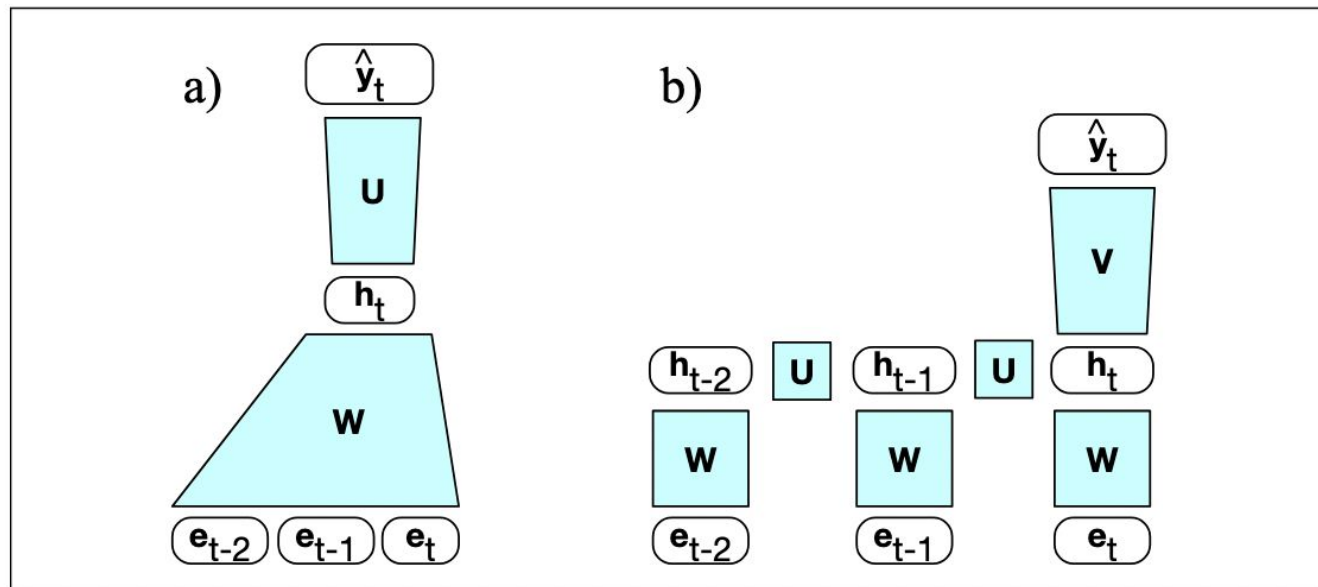 a)
ŷt
U
ht
W
et-2 et-1 et
b)
ŷt
V
ht-2 U ht-1 U ht
W W W
et-2 et-1 et